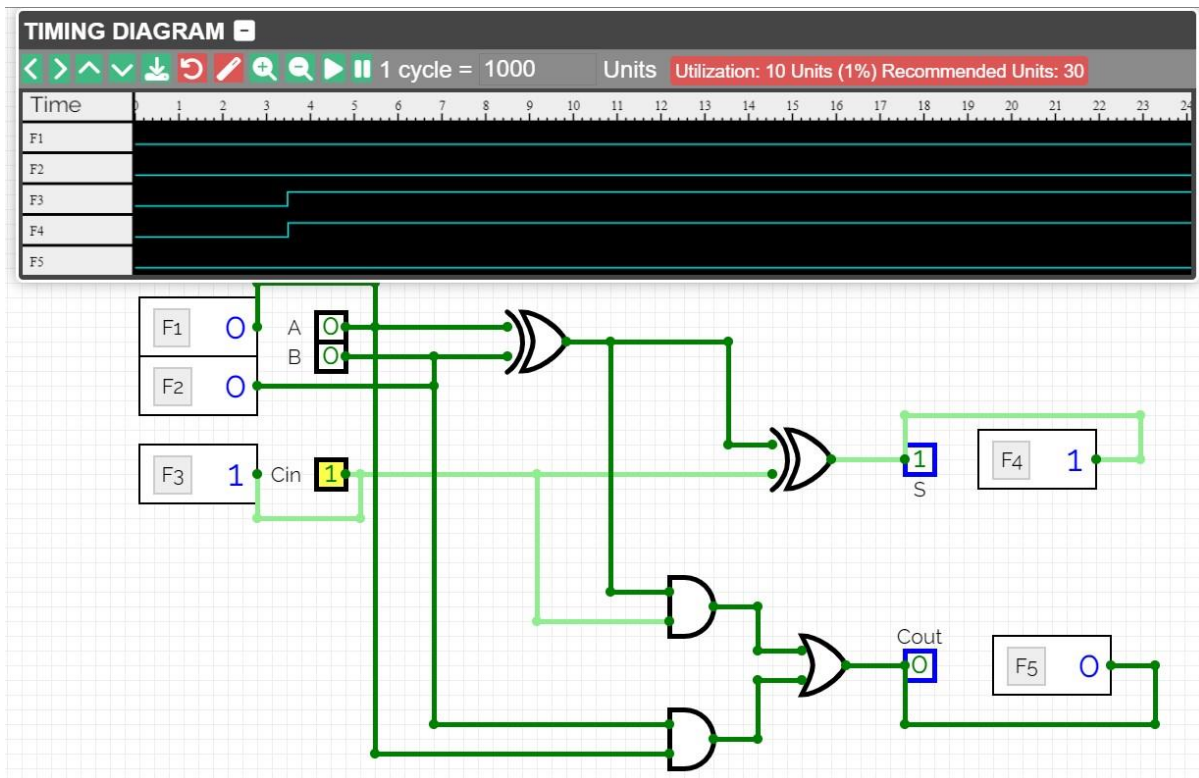 TIMING DIAGRAM
1 cycle = 1000 Units Utilization: 10 Units (1%) Recommended Units: 30
Time 0 1 2 3 4 5 6 7 8 9 10 11 12 13 14 15 16 17 18 19 20 21 22 23 24
F1
F2
F3
F4
F5
F1 0 A 0
B 0
F2 0
F3 1 Cin 1
1 F4 1
S
Cout
0 F5 0